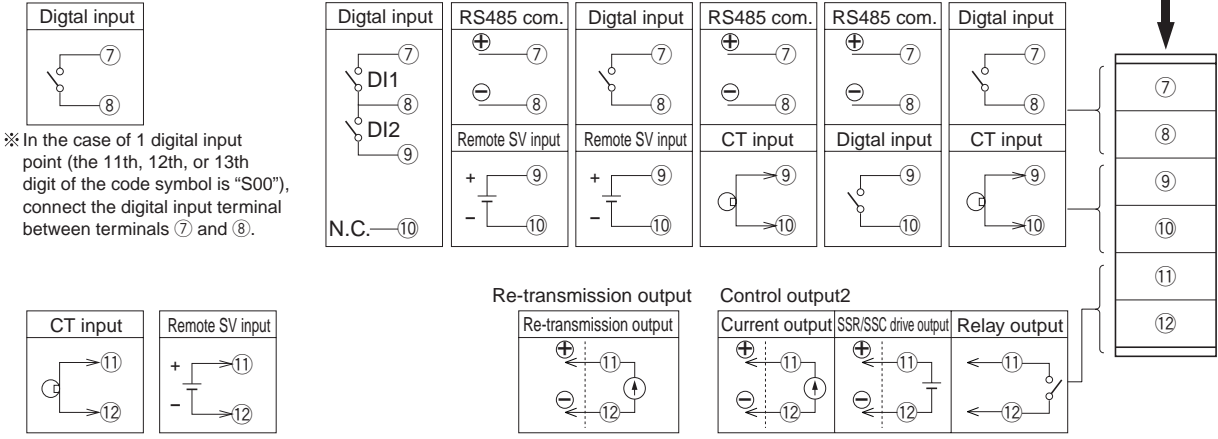 Digtal input
⑦
⑧
※ In the case of 1 digital input
point (the 11th, 12th, or 13th
digit of the code symbol is “S00”),
connect the digital input terminal
between terminals ⑦ and ⑧.
Digtal input
⑦
DI1
⑧
DI2
⑨
N.C. ⑩
RS485 com.
⊕ ⑦
⊖ ⑧
Remote SV input
+ ⑨
− ⑩
Digtal input
⑦
⑧
Remote SV input
+ ⑨
− ⑩
RS485 com.
⊕ ⑦
⊖ ⑧
CT input
⑨
⑩
RS485 com.
⊕ ⑦
⊖ ⑧
Digital input
⑨
⑩
Digtal input
⑦
⑧
CT input
⑨
⑩
⑦
⑧
⑨
⑩
⑪
⑫
CT input
⑪
⑫
Remote SV input
+ ⑪
− ⑫
Re-transmission output
Re-transmission output
⊕ ⑪
⊖ ⑫
Control output2
Current output
⊕ ⑪
⊖ ⑫
SSR/SSC drive output
⊕ ⑪
⊖ ⑫
Relay output
⑪
⑫